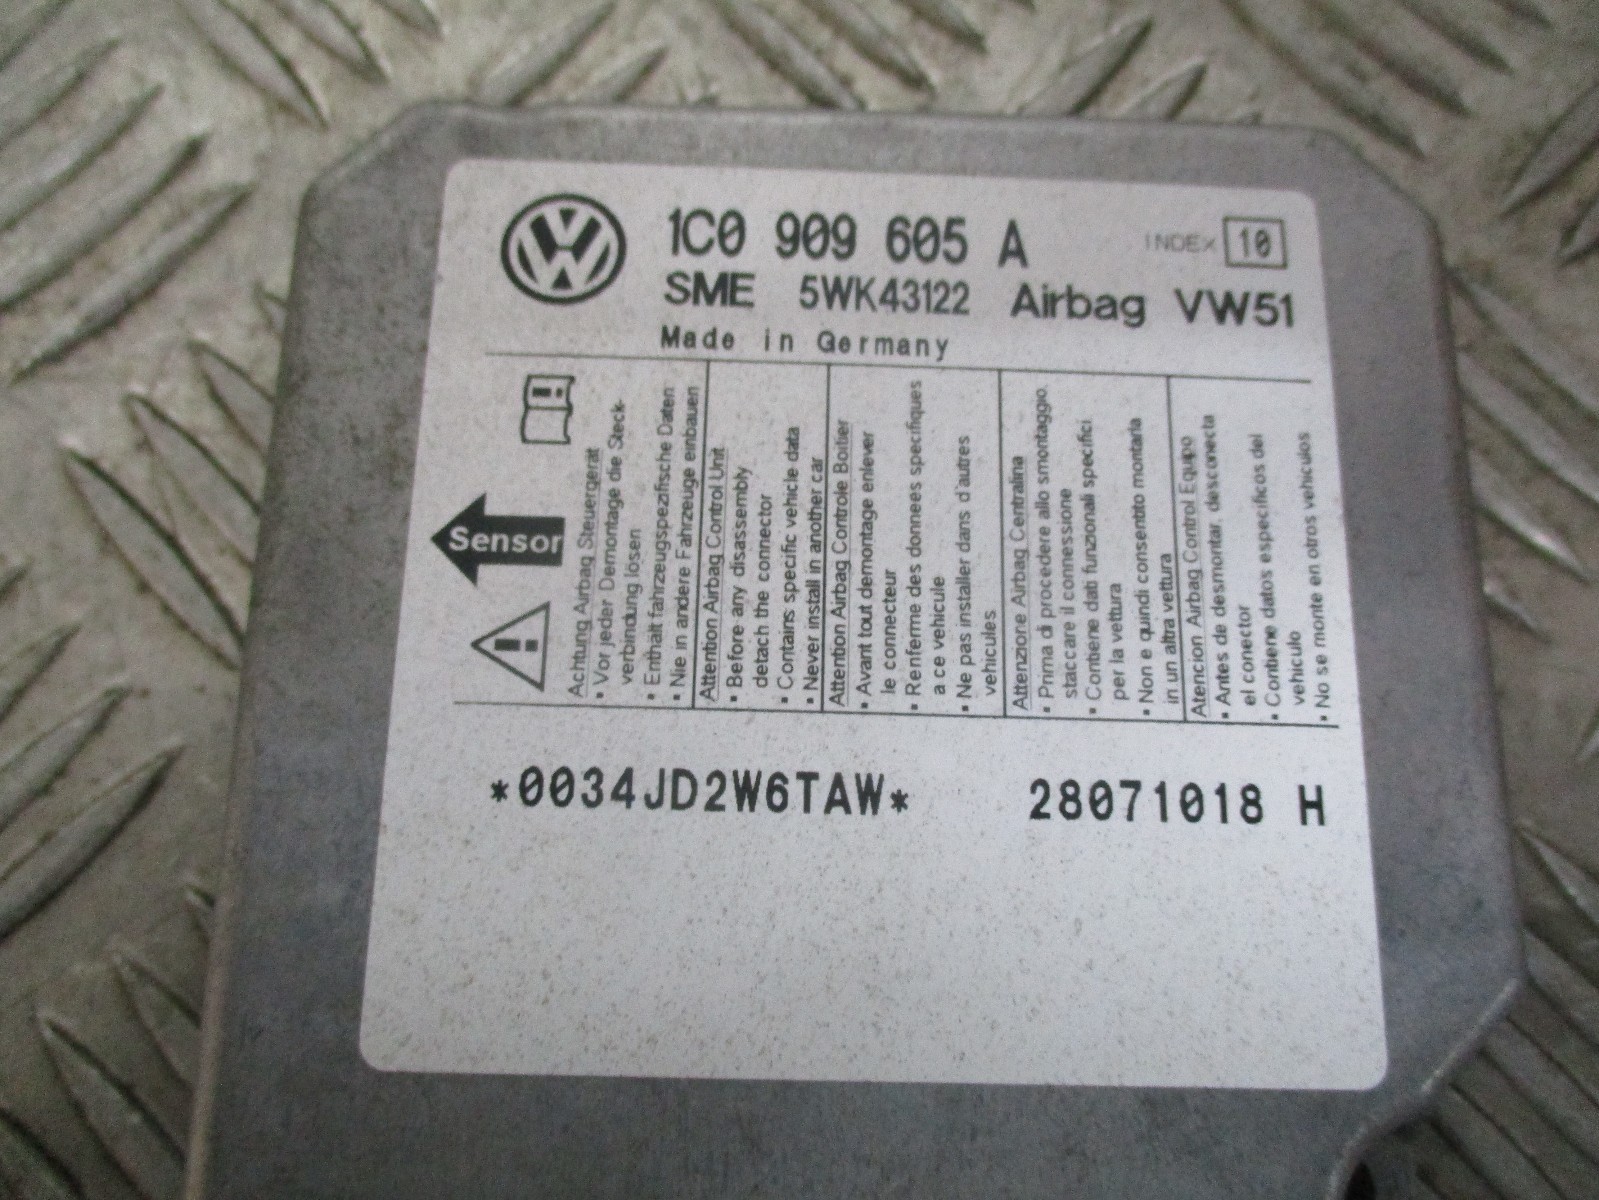 1C0 909 605 A INDEX 10
SME 5WK43122 Airbag VW51
Made in Germany
Sensor
Achtung Airbag Steuergerät
• Vor jeder Demontage die Steck-
verbindung lösen
• Enthält fahrzeugspezifische Daten
• Nie in andere Fahrzeuge einbauen
Attention Airbag Control Unit
• Before any disassembly
detach the connector
• Contains specific vehicle data
• Never install in another car
Attention Airbag Controle Boitier
• Avant tout demontage enlever
le connecteur
• Renferme des donnees specifiques
a ce vehicule
• Ne pas installer dans d'autres
vehicules
Attenzione Airbag Centralina
• Prima di procedere allo smontaggio
staccare il connessione
• Contiene dati funzionali specifici
per la vettura
• Non e quindi consentito montarla
in un altra vettura
Atencion Airbag Control Equipo
• Antes de desmontar, desconecta
el conector
• Contiene datos especificos del
vehiculo
• No se monte en otros vehiculos
*0034JD2W6TAW* 28071018 H